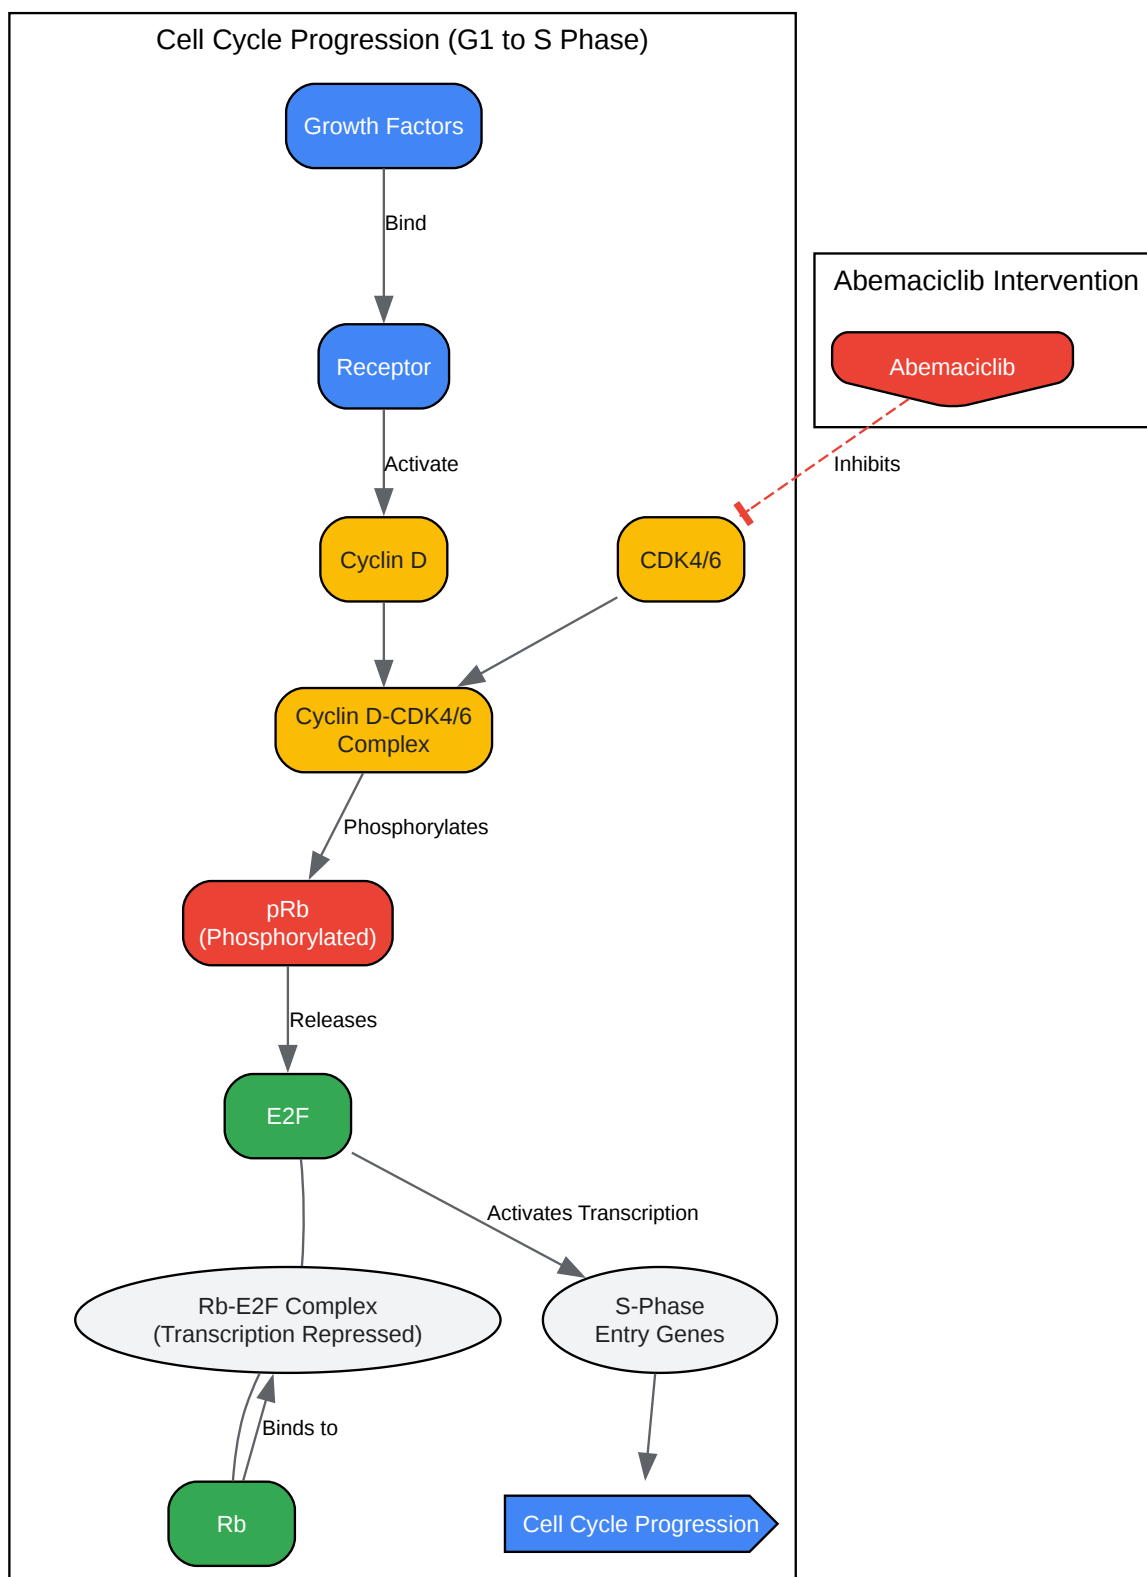 Cell Cycle Progression (G1 to S Phase)
Growth Factors
Bind
Abemaciclib Intervention
Receptor
Abemaciclib
Activate
Inhibits
Cyclin D
CDK4/6
Cyclin D-CDK4/6
Complex
Phosphorylates
pRb
(Phosphorylated)
Releases
E2F
Activates Transcription
Rb-E2F Complex
(Transcription Repressed)
S-Phase
Entry Genes
Binds to
Rb
Cell Cycle Progression